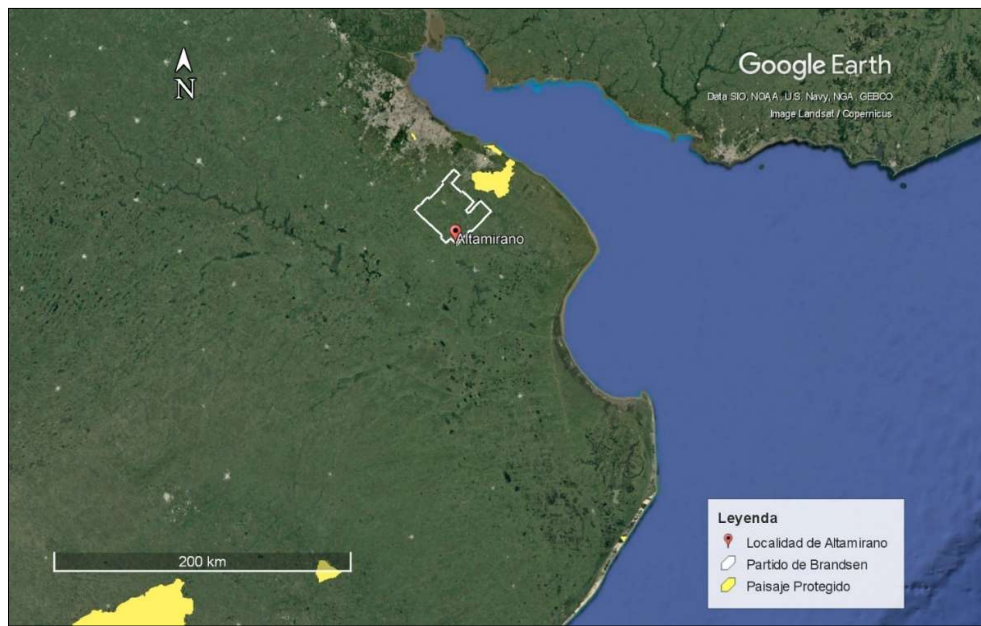 N
Google Earth
Data SIO, NOAA, U.S. Navy, NGA, GEBCO
Image Landsat / Copernicus
Altamirano
Leyenda
Localidad de Altamirano
Partido de Brandsen
Paisaje Protegido
200 km